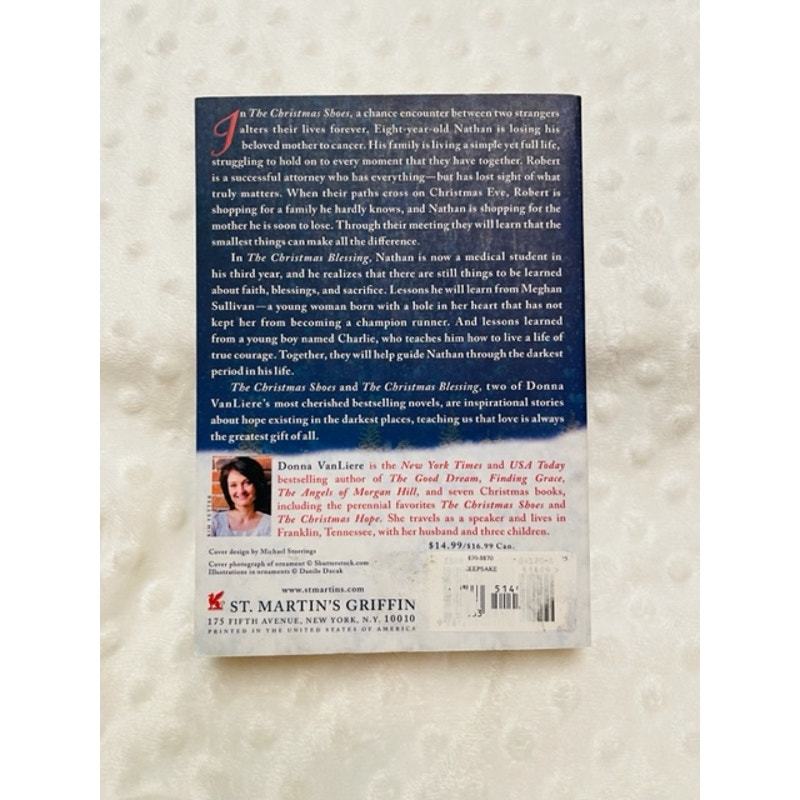 In The Christmas Shoes, a chance encounter between two strangers
alters their lives forever. Eight-year-old Nathan is losing his
beloved mother to cancer. His family is living a simple yet full life,
struggling to hold on to every moment that they have together. Robert
is a successful attorney who has everything—but has lost sight of what
truly matters. When their paths cross on Christmas Eve, Robert is
shopping for a family he hardly knows, and Nathan is shopping for the
mother he is soon to lose. Through their meeting they will learn that the
smallest things can make all the difference.
In The Christmas Blessing, Nathan is now a medical student in
his third year, and he realizes that there are still things to be learned
about faith, blessings, and sacrifice. Lessons he will learn from Meghan
Sullivan—a young woman born with a hole in her heart that has not
kept her from becoming a champion runner. And lessons learned
from a young boy named Charlie, who teaches him how to live a life of
true courage. Together, they will help guide Nathan through the darkest
period in his life.
The Christmas Shoes and The Christmas Blessing, two of Donna
VanLiere's most cherished bestselling novels, are inspirational stories
about hope existing in the darkest places, teaching us that love is always
the greatest gift of all.
Donna VanLiere is the New York Times and USA Today
bestselling author of The Good Dream, Finding Grace,
The Angels of Morgan Hill, and seven Christmas books,
including the perennial favorites The Christmas Shoes and
The Christmas Hope. She travels as a speaker and lives in
Franklin, Tennessee, with her husband and three children.
$14.99/$16.99 Can.
Cover design by Michael Storrings
Cover photograph of ornament © Shutterstock.com
Illustrations in ornaments © Danilo Ducak
www.stmartins.com
ST. MARTIN'S GRIFFIN
175 FIFTH AVENUE, NEW YORK, N.Y. 10010
PRINTED IN THE UNITED STATES OF AMERICA
514